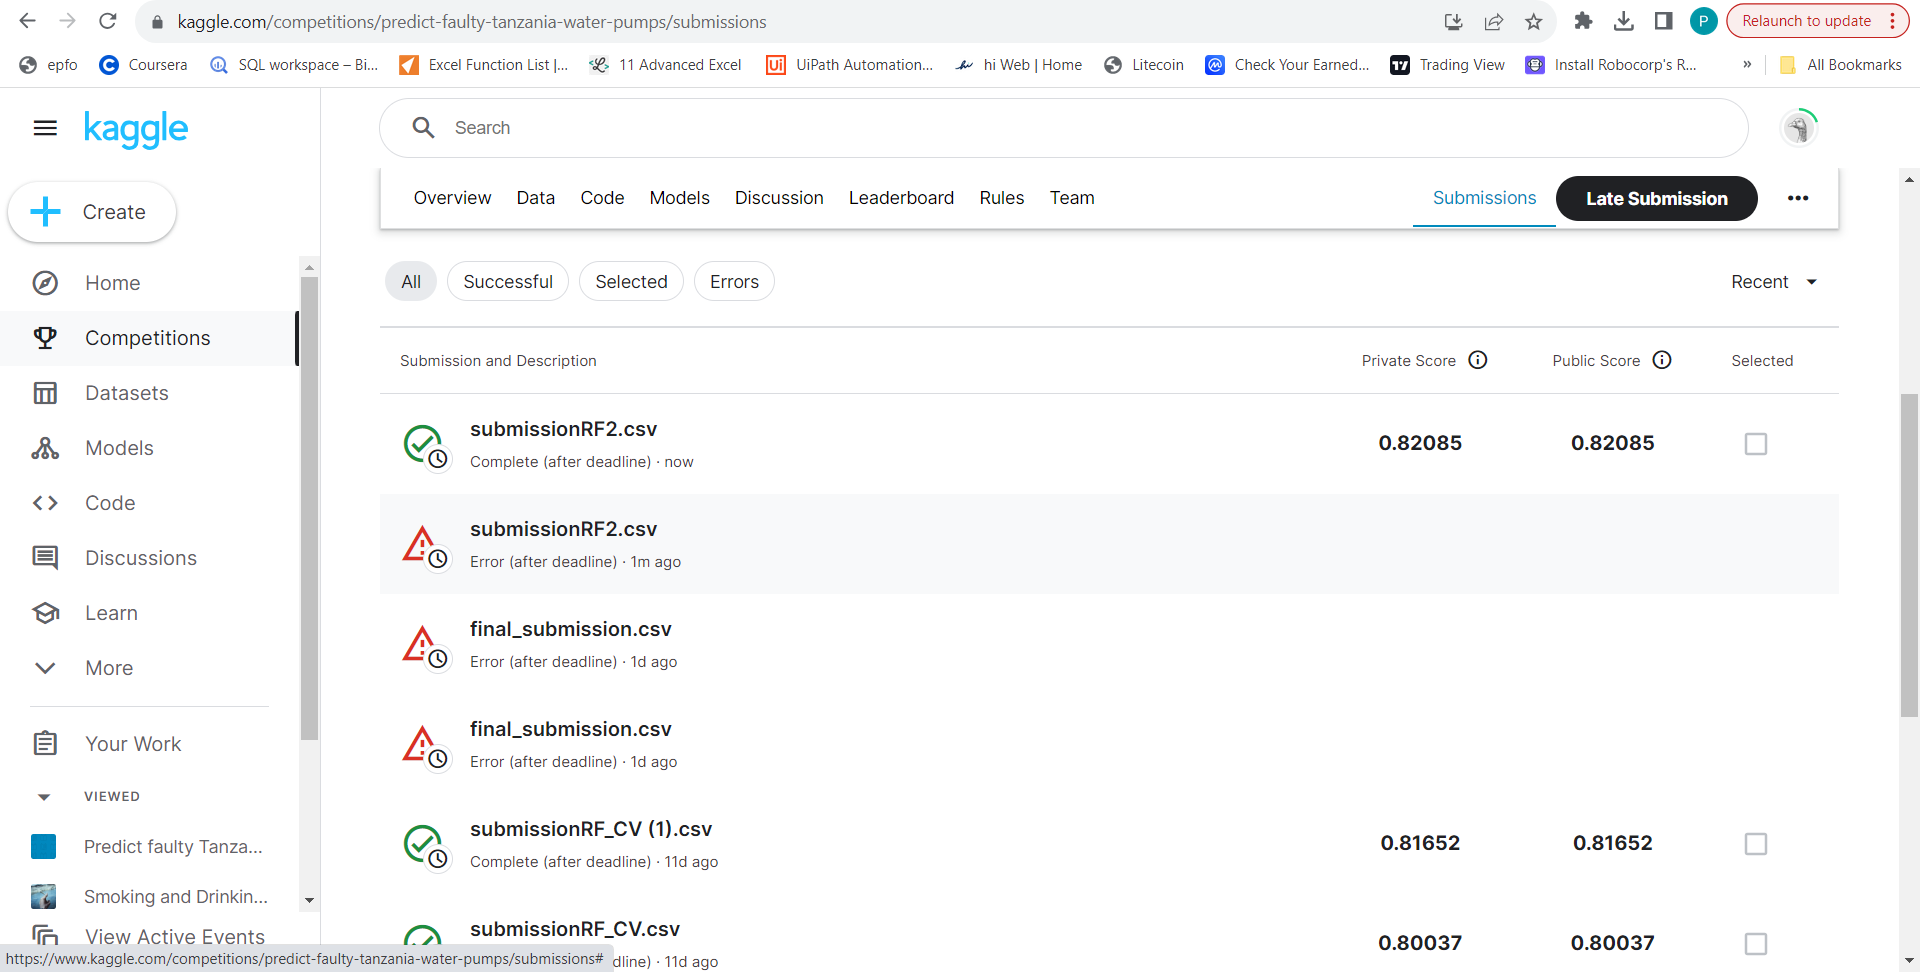 kaggle.com/competitions/predict-faulty-tanzania-water-pumps/submissions
P
Relaunch to update
epfo
Coursera
SQL workspace – Bi...
Excel Function List |...
11 Advanced Excel
UiPath Automation...
hi Web | Home
Litecoin
Check Your Earned...
Trading View
Install Robocorp's R...
»
All Bookmarks
kaggle
Search
Create
Home
Competitions
Datasets
Models
Code
Discussions
Learn
More
Your Work
VIEWED
Predict faulty Tanza...
Smoking and Drinkin...
View Active Events
https://www.kaggle.com/competitions/predict-faulty-tanzania-water-pumps/submissions#
Overview Data Code Models Discussion Leaderboard Rules Team Submissions Late Submission
All Successful Selected Errors Recent
Submission and Description Private Score Public Score Selected
submissionRF2.csv 0.82085 0.82085
Complete (after deadline) · now
submissionRF2.csv
Error (after deadline) · 1m ago
final_submission.csv
Error (after deadline) · 1d ago
final_submission.csv
Error (after deadline) · 1d ago
submissionRF_CV (1).csv 0.81652 0.81652
Complete (after deadline) · 11d ago
submissionRF_CV.csv 0.80037 0.80037
dline) · 11d ago